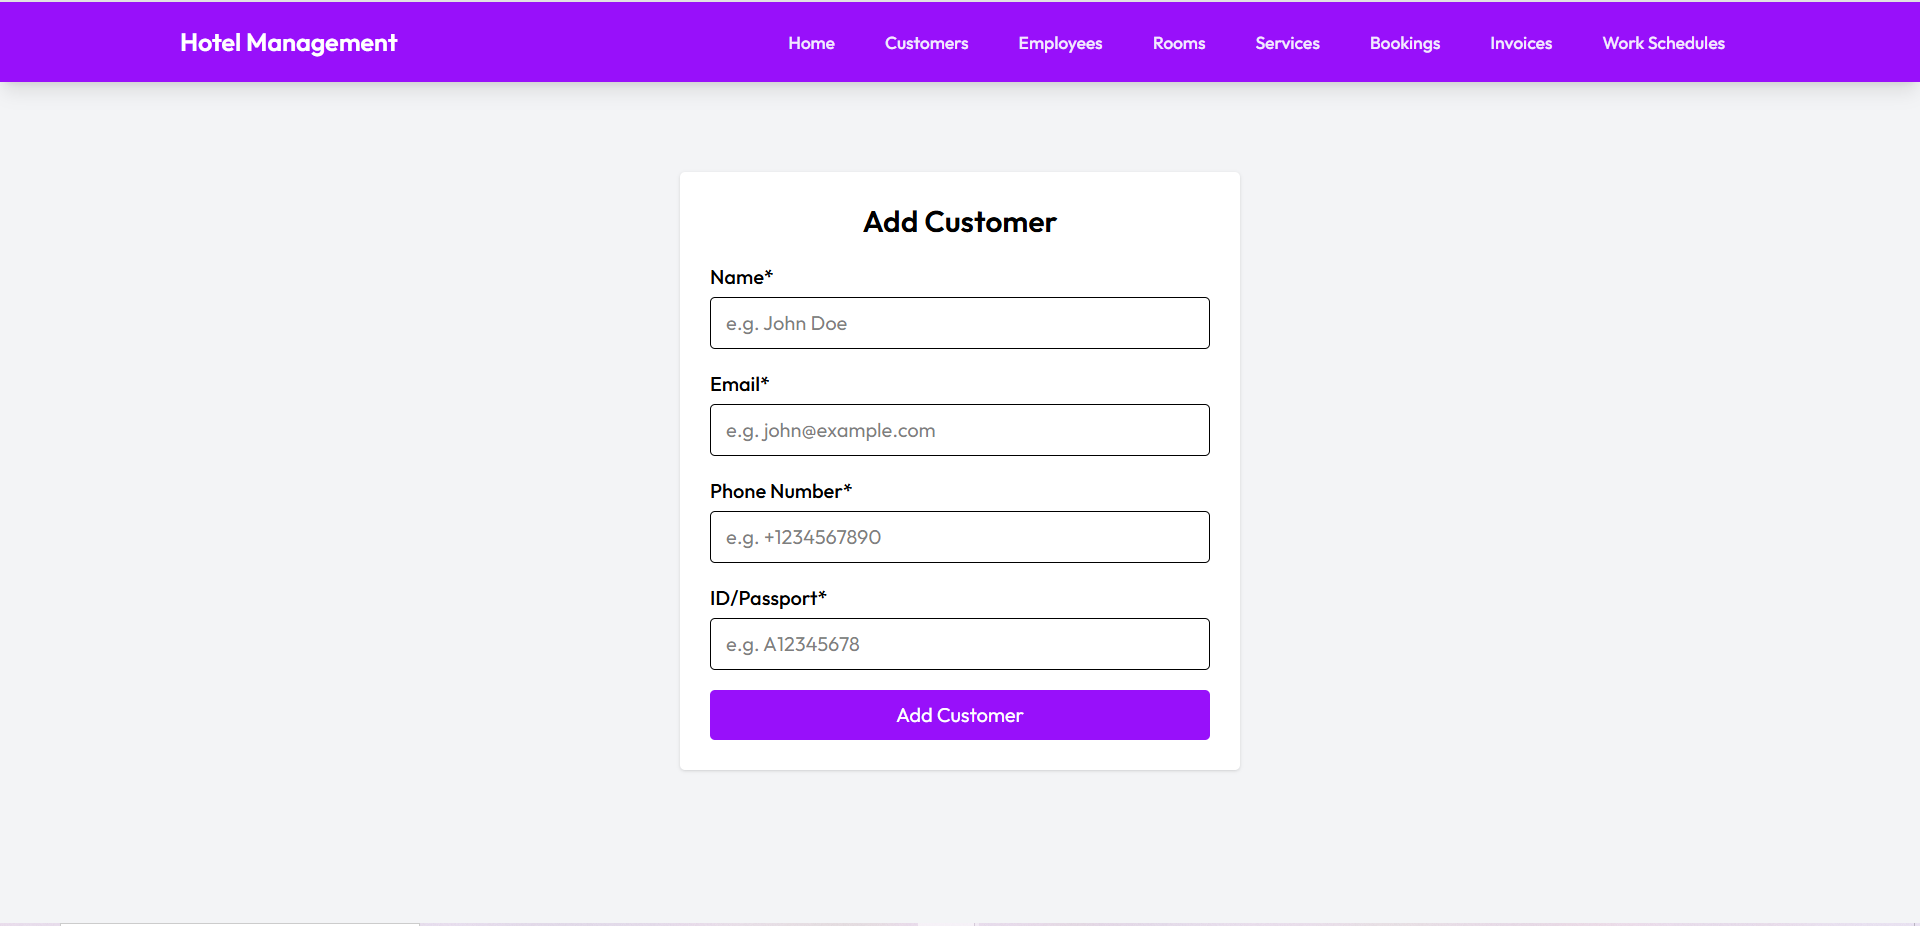 Hotel Management Home Customers Employees Rooms Services Bookings Invoices Work Schedules
Add Customer
Name*
e.g. John Doe
Email*
e.g. john@example.com
Phone Number*
e.g. +1234567890
ID/Passport*
e.g. A12345678
Add Customer